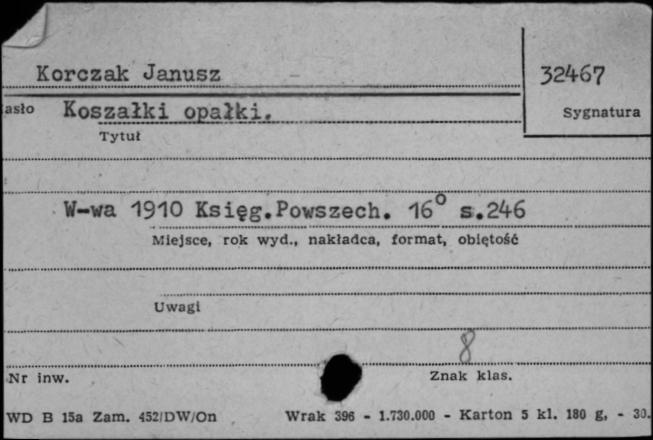 Korczak Janusz
32467
asło Koszałki opałki.
Sygnatura
Tytuł
W-wa 1910 Księg.Powszech. 16° s.246
Miejsce, rok wyd., nakładca, format, objętość
Uwagi
8
Nr inw. Znak klas.
WD B 15a Zam. 452/DW/On Wrak 396 - 1.730.000 - Karton 5 kl. 180 g, - 30.